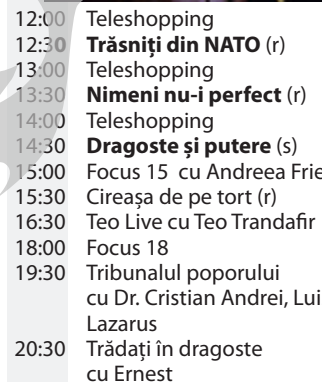 12:00 Teleshopping
12:30 Trăsniți din NATO (r)
13:00 Teleshopping
13:30 Nimeni nu-i perfect (r)
14:00 Teleshopping
14:30 Dragoste și putere (s)
15:00 Focus 15 cu Andreea Frie
15:30 Cireașa de pe tort (r)
16:30 Teo Live cu Teo Trandafir
18:00 Focus 18
19:30 Tribunalul poporului
cu Dr. Cristian Andrei, Lui
Lazarus
20:30 Trădați în dragoste
cu Ernest